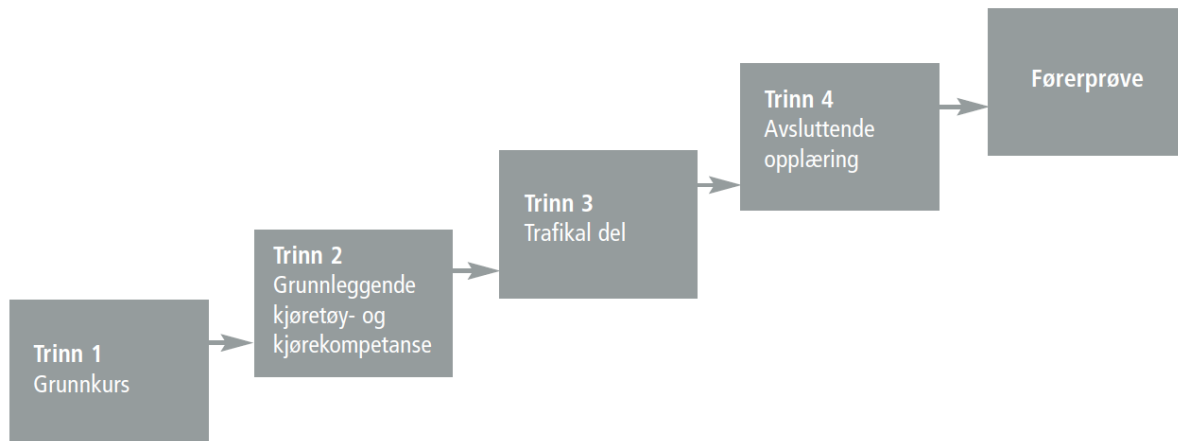 Trinn 1
Grunnkurs
Trinn 2
Grunnleggende
kjøretøy- og
kjørekompetanse
Trinn 3
Trafikal del
Trinn 4
Avsluttende
opplæring
Førerprøve